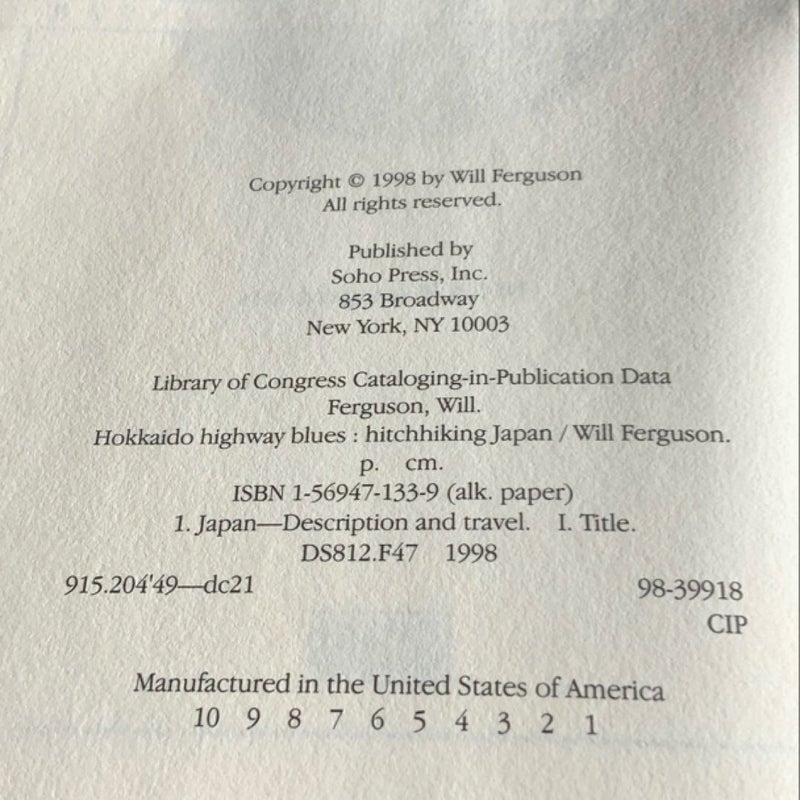 Copyright © 1998 by Will Ferguson
All rights reserved.
Published by
Soho Press, Inc.
853 Broadway
New York, NY 10003
Library of Congress Cataloging-in-Publication Data
Ferguson, Will.
Hokkaido highway blues : hitchhiking Japan / Will Ferguson.
p. cm.
ISBN 1-56947-133-9 (alk. paper)
1. Japan—Description and travel. I. Title.
DS812.F47 1998
915.204'49—dc21 98-39918
CIP
Manufactured in the United States of America
10 9 8 7 6 5 4 3 2 1